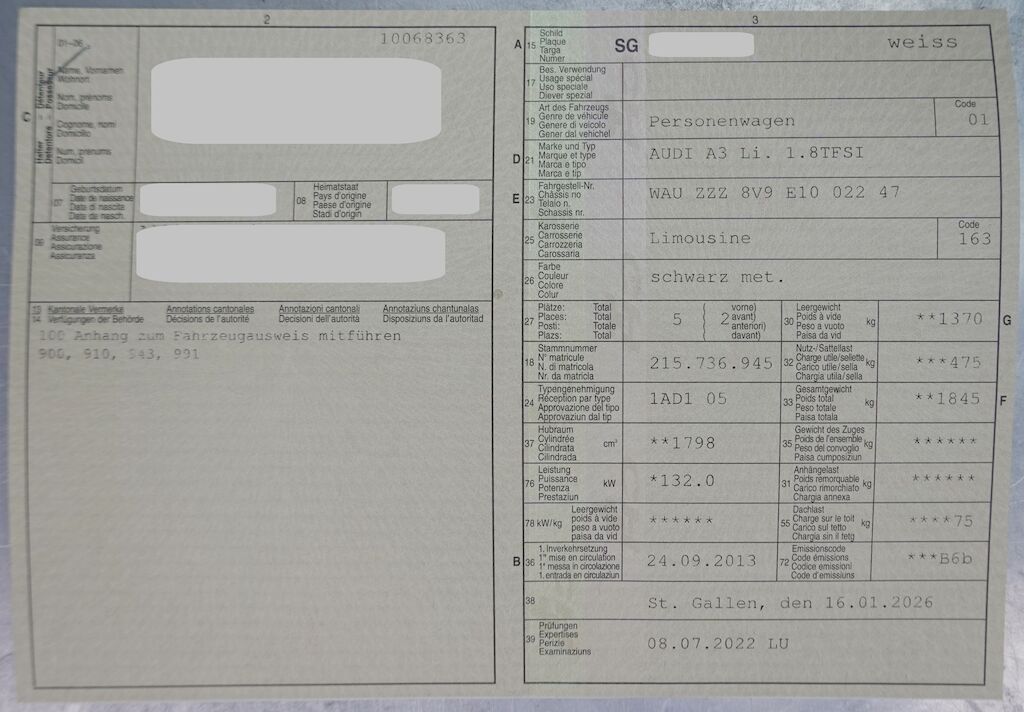 2
10068363
01-06
C
Halter Détenteur
Detentore Possessur
Name, Vornamen
Wohnort
Nom, prénoms
Domicile
Cognome, nomi
Domicilio
Num, prenums
Domicil
07
Geburtsdatum
Date de naissance
Data di nascita
Data da nasch.
08
Heimatstaat
Pays d'origine
Paese d'origine
Stadi d'origin
09
Versicherung
Assurance
Assicurazione
Assicuranza
13 Kantonale Vermerke Annotations cantonales Annotazioni cantonali Annotaziuns chantunalas
14 Verfügungen der Behörde Décisions de l'autorité Decisioni dell'autorità Disposiziuns da l'autoritad
100 Anhang zum Fahrzeugausweis mitführen
900, 910, 943, 991
3
A 15
Schild
Plaque
Targa
Numer
SG
weiss
17
Bes. Verwendung
Usage spécial
Uso speciale
Diever spezial
19
Art des Fahrzeugs
Genre de véhicule
Genere di veicolo
Gener dal vehichel
Personenwagen
Code
01
D 21
Marke und Typ
Marque et type
Marca e tipo
Marca e tip
AUDI A3 Li. 1.8TFSI
E 23
Fahrgestell-Nr.
Châssis no
Telaio n.
Schassis nr.
WAU ZZZ 8V9 E10 022 47
25
Karosserie
Carrosserie
Carrozzeria
Carossaria
Limousine
Code
163
26
Farbe
Couleur
Colore
Colur
schwarz met.
27
Plätze: Total
Places: Total
Posti: Totale
Plazs: Total
5
( 2
vorne)
avant)
anteriori)
davant)
30
Leergewicht
Poids à vide
Peso a vuoto
Paisa da vid
kg
**1370
G
18
Stammnummer
N° matricule
N. di matricola
Nr. da matricla
215.736.945
32
Nutz-/Sattellast
Charge utile/sellette
Carico utile/sella
Chargia utila/sella
kg
***475
24
Typengenehmigung
Réception par type
Approvazione del tipo
Approvaziun dal tip
1AD1 05
33
Gesamtgewicht
Poids total
Peso totale
Paisa totala
kg
**1845
F
37
Hubraum
Cylindrée
Cilindrata
Cilindrada
cm³
**1798
35
Gewicht des Zuges
Poids de l'ensemble
Peso del convoglio
Paisa cumposiziun
kg
******
76
Leistung
Puissance
Potenza
Prestaziun
kW
*132.0
31
Anhängelast
Poids remorquable
Carico rimorchiato
Chargia annexa
kg
******
78 kW/kg
Leergewicht
poids à vide
peso a vuoto
paisa da vid
******
55
Dachlast
Charge sur le toit
Carico sul tetto
Chargia sin il tetg
kg
****75
B 36
1. Inverkehrsetzung
1re mise en circulation
1a messa in circolazione
1. entrada en circulaziun
24.09.2013
72
Emissionscode
Code émissions
Codice emissioni
Code d'emissiuns
***B6b
38
St. Gallen, den 16.01.2026
39
Prüfungen
Expertises
Perizie
Examinaziuns
08.07.2022 LU